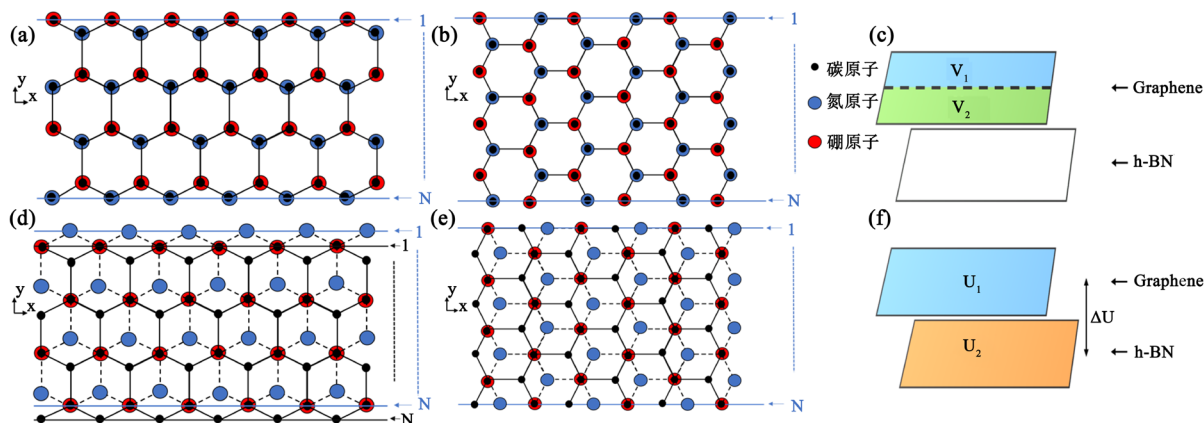 (a)
1
y
x
N
(b)
y
x
碳原子
氮原子
硼原子
(c)
V1
V2
Graphene
h-BN
(d)
1
1
y
x
N
(e)
1
y
x
N
(f)
U1
U2
ΔU
Graphene
h-BN